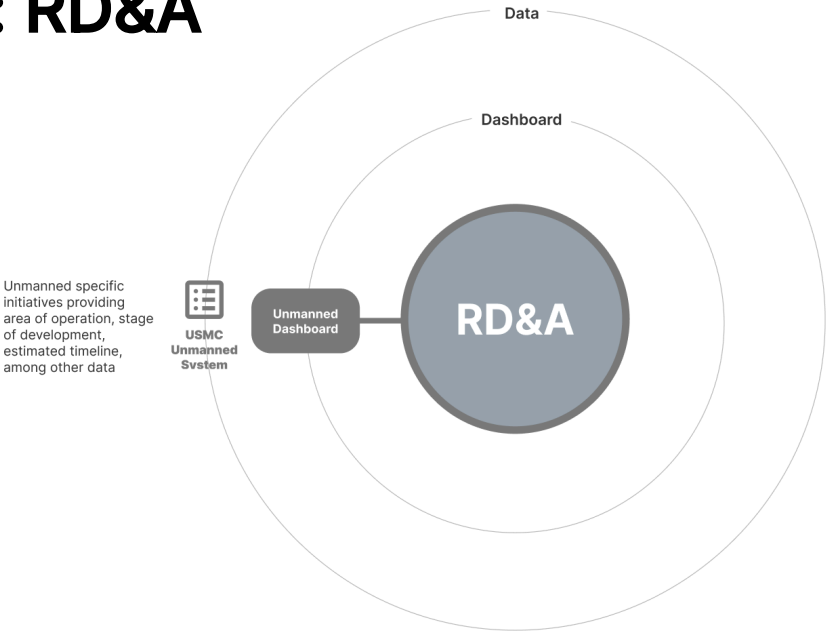 : RD&A
Data
Dashboard
Unmanned specific
initiatives providing
area of operation, stage
of development,
estimated timeline,
among other data
USMC
Unmanned
System
Unmanned
Dashboard
RD&A